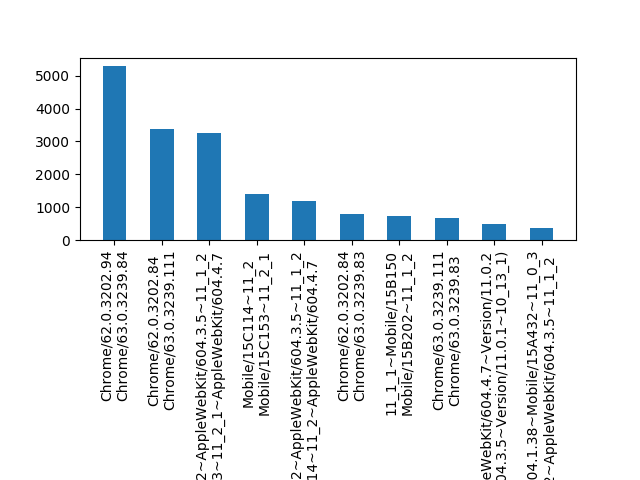 5000
4000
3000
2000
1000
0
Chrome/62.0.3202.94
Chrome/63.0.3239.84
Chrome/62.0.3202.84
Chrome/63.0.3239.111
2~AppleWebKit/604.3.5~11_1_2
3~11_2_1~AppleWebKit/604.4.7
Mobile/15C114~11_2
Mobile/15C153~11_2_1
2~AppleWebKit/604.3.5~11_1_2
14~11_2~AppleWebKit/604.4.7
Chrome/62.0.3202.84
Chrome/63.0.3239.83
11_1_1~Mobile/15B150
Mobile/15B202~11_1_2
Chrome/63.0.3239.111
Chrome/63.0.3239.83
eWebKit/604.4.7~Version/11.0.2
04.3.5~Version/11.0.1~10_13_1)
04.1.38~Mobile/15A432~11_0_3
2~AppleWebKit/604.3.5~11_1_2